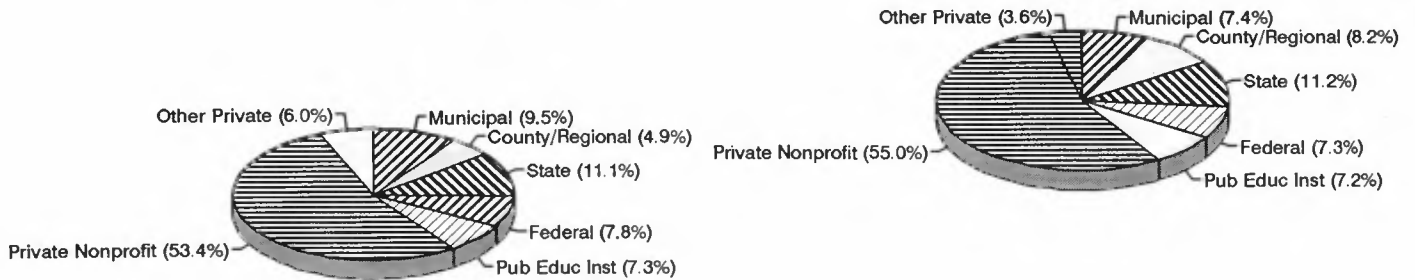 Other Private (6.0%)
Municipal (9.5%)
County/Regional (4.9%)
State (11.1%)
Federal (7.8%)
Pub Educ Inst (7.3%)
Private Nonprofit (53.4%)
Other Private (3.6%)
Municipal (7.4%)
County/Regional (8.2%)
State (11.2%)
Federal (7.3%)
Pub Educ Inst (7.2%)
Private Nonprofit (55.0%)